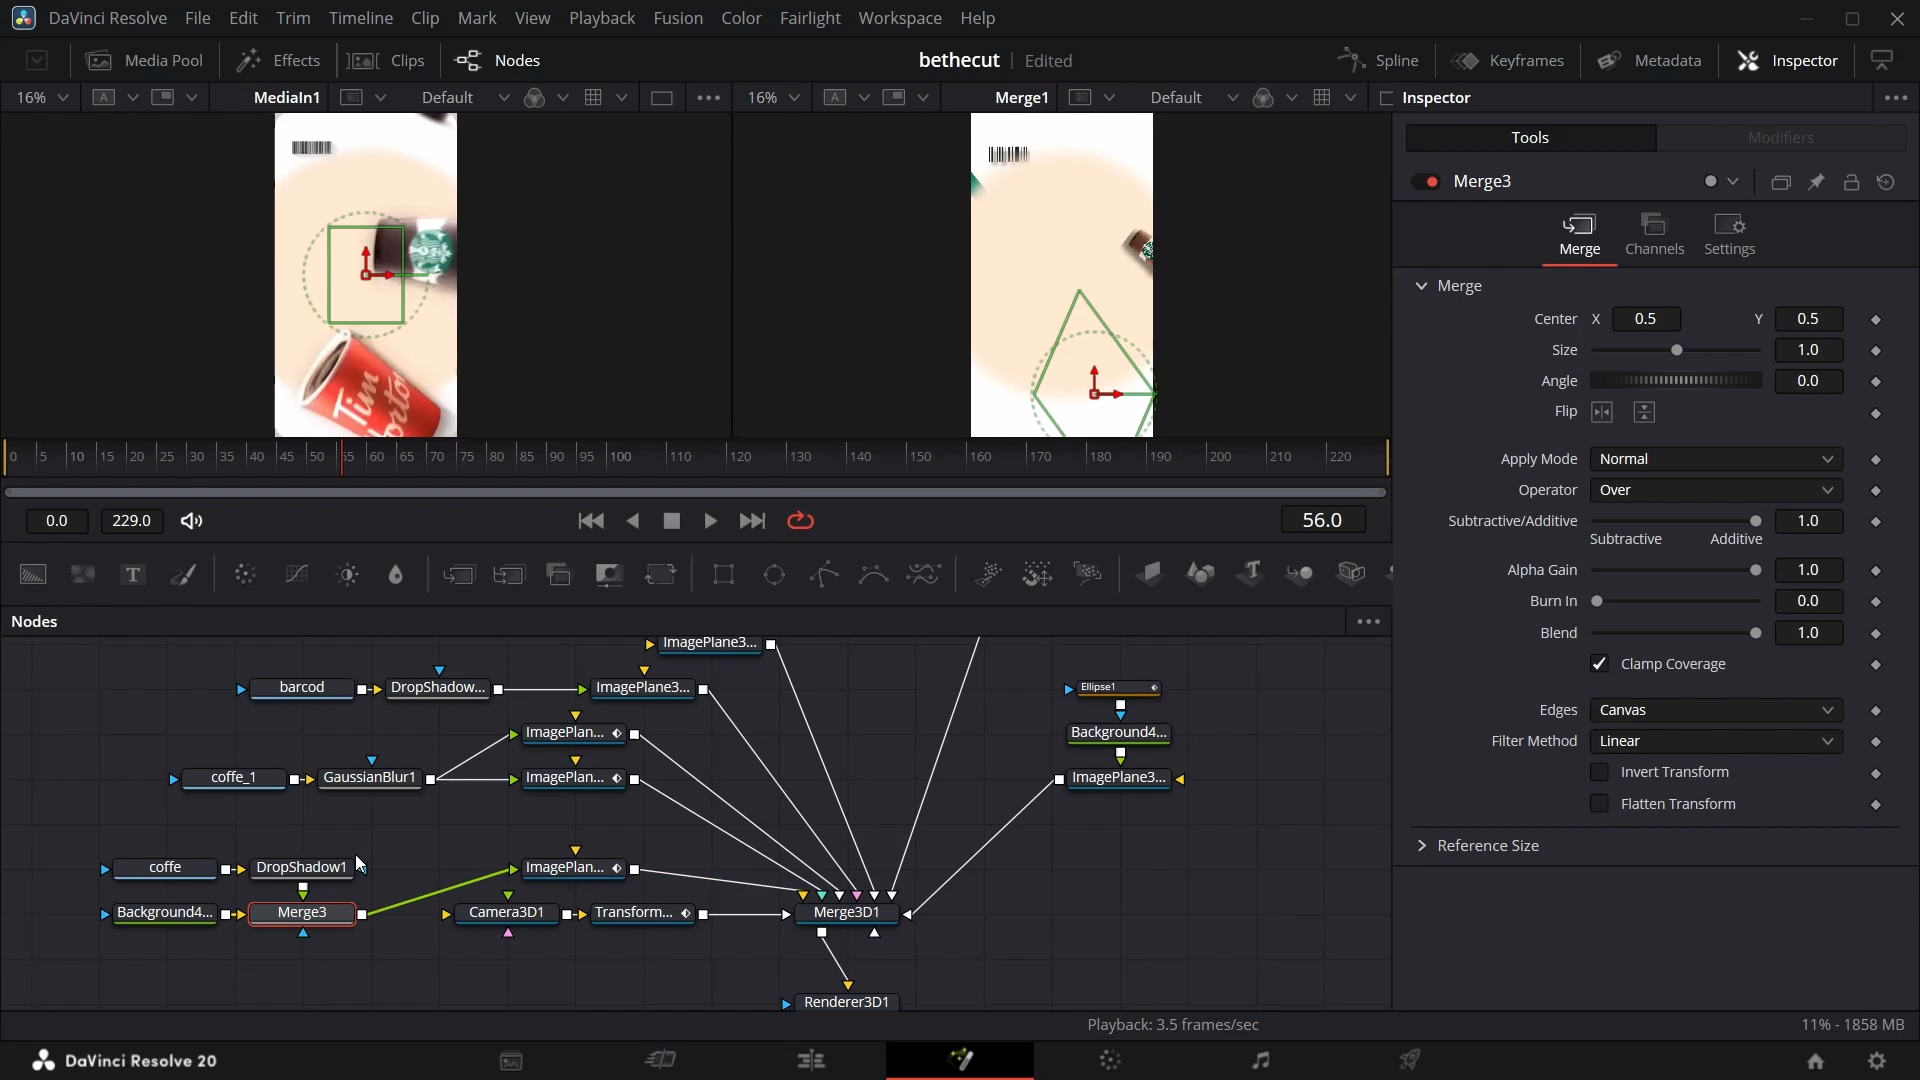 DaVinci Resolve File Edit Trim Timeline Clip Mark View Playback Fusion Color Fairlight Workspace Help
Media Pool Effects Clips Nodes bethecut Edited Spline Keyframes Metadata Inspector
16% A MediaIn1 Default 16% A Merge1 Default Inspector
Tools Modifiers
Merge3
Merge Channels Settings
Merge
Center X 0.5 Y 0.5
Size 1.0
Angle 0.0
Flip
Tim
0 5 10 15 20 25 30 35 40 45 50 55 60 65 70 75 80 85 90 95 100 110 120 130 140 150 160 170 180 190 200 210 220
Apply Mode Normal
Operator Over
0.0 229.0 56.0
Subtractive/Additive 1.0
Subtractive Additive
Alpha Gain 1.0
T T
Burn In 0.0
Nodes
Blend 1.0
ImagePlane3...
Clamp Coverage
barcod DropShadow... ImagePlane3... Ellipse1
Edges Canvas
ImagePlan... Background4...
Filter Method Linear
coffe_1 GaussianBlur1 ImagePlan... ImagePlane3...
Invert Transform
Flatten Transform
Reference Size
coffe DropShadow1 ImagePlan...
Background4... Merge3 Camera3D1 Transform... Merge3D1
Renderer3D1
Playback: 3.5 frames/sec 11% - 1858 MB
DaVinci Resolve 20